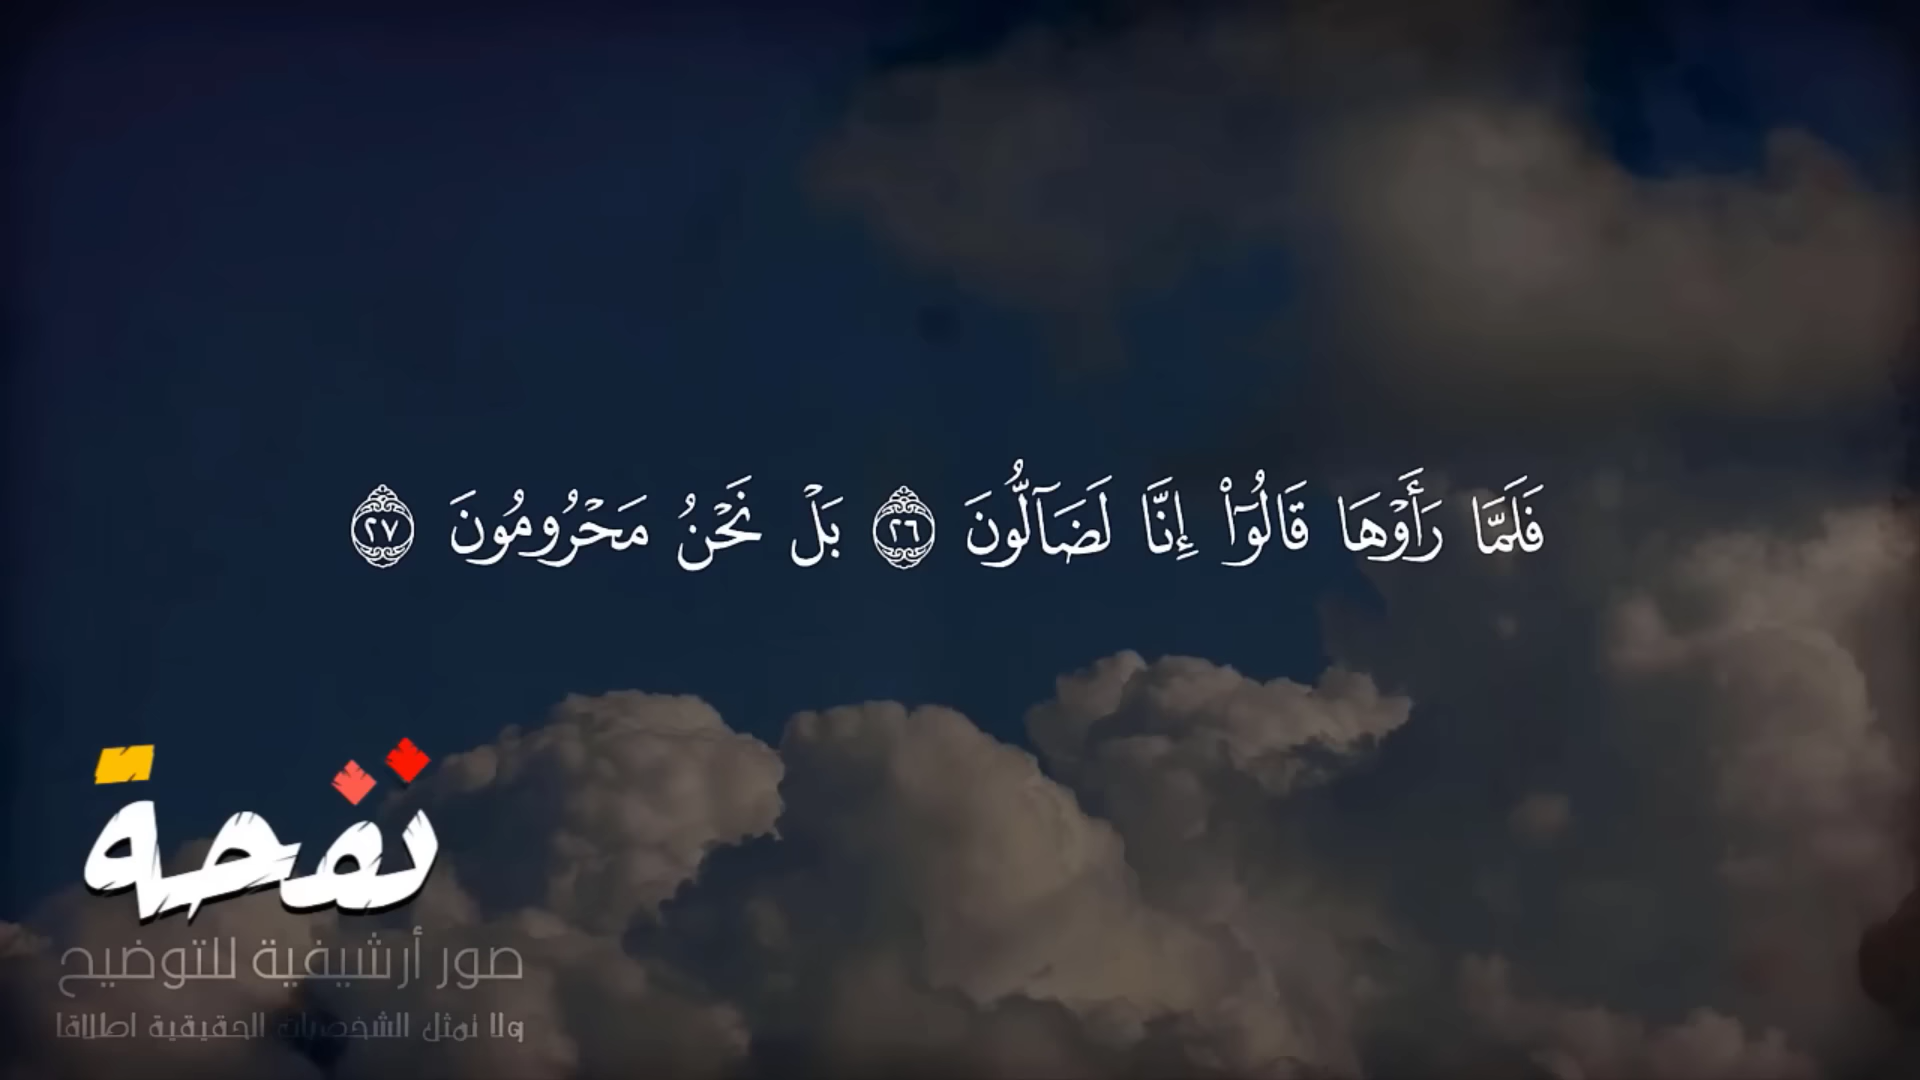 فَلَمَّا رَأَوْهَا قَالُوٓا۟ إِنَّا لَضَآلُّونَ ٢٦ بَلْ نَحْنُ مَحْرُومُونَ ٢٧
نفحة
صور أرشيفية للتوضيح
ولا تمثل الشخصيات الحقيقية اطلاقا